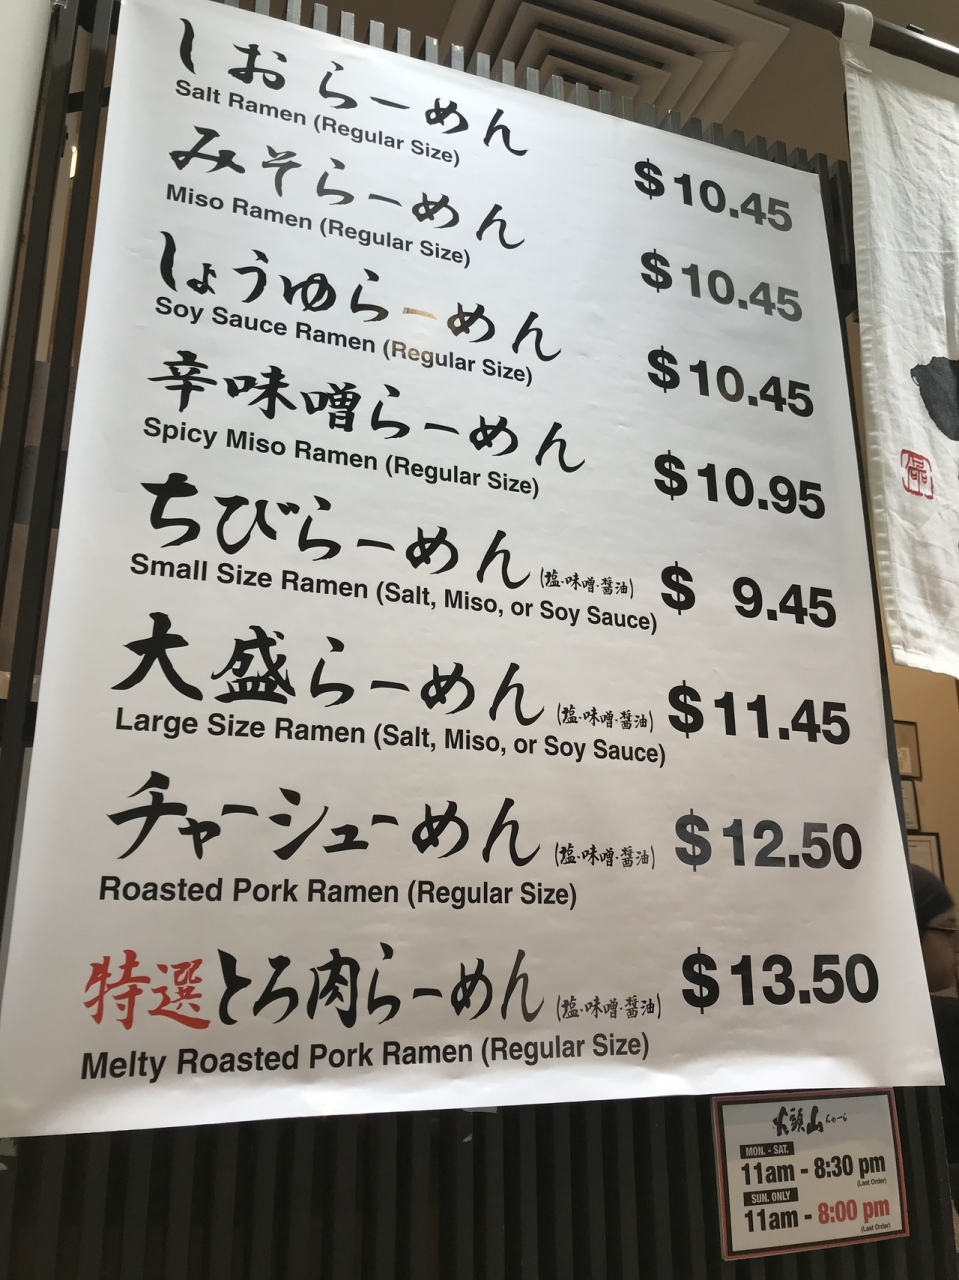 しおらーめん
Salt Ramen (Regular Size)
$10.45
みそらーめん
Miso Ramen (Regular Size)
$10.45
しょうゆらーめん
Soy Sauce Ramen (Regular Size)
$10.45
辛味噌らーめん
Spicy Miso Ramen (Regular Size)
$10.95
ちびらーめん (塩・味噌・醤油)
Small Size Ramen (Salt, Miso, or Soy Sauce)
$ 9.45
大盛らーめん (塩・味噌・醤油)
Large Size Ramen (Salt, Miso, or Soy Sauce)
$11.45
チャーシューめん (塩・味噌・醤油)
Roasted Pork Ramen (Regular Size)
$12.50
特選とろ肉らーめん (塩・味噌・醤油)
Melty Roasted Pork Ramen (Regular Size)
$13.50
MON. - SAT.
11am - 8:30 pm
(Last Order)
SUN. ONLY
11am - 8:00 pm
(Last Order)